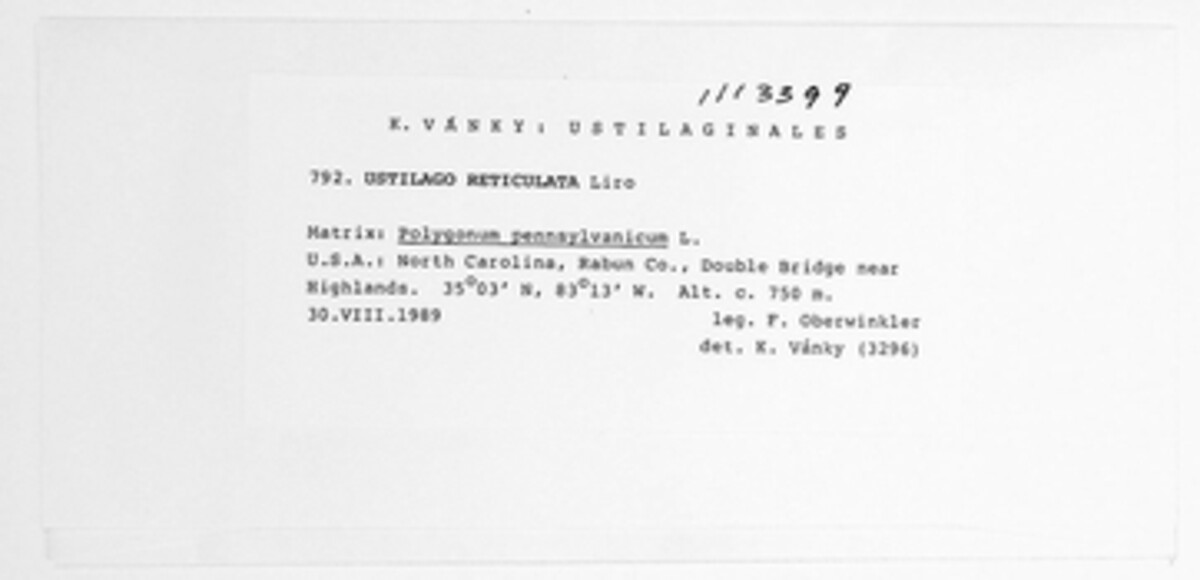 1113399
K. VÁNKY: USTILAGINALES
792. USTILAGO RETICULATA Liro
Matrix: Polygonum pennsylvanicum L.
U.S.A.: North Carolina, Rabun Co., Double Bridge near
Highlands. 35°03' N, 83°13' W. Alt. c. 750 m.
30.VIII.1989 leg. F. Oberwinkler
det. K. Vánky (3296)